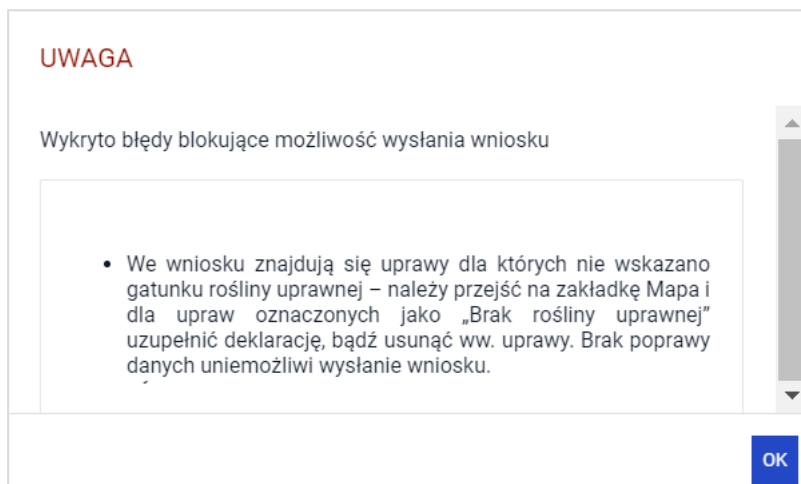 UWAGA
Wykryto błędy blokujące możliwość wysłania wniosku
• We wniosku znajdują się uprawy dla których nie wskazano
gatunku rośliny uprawnej – należy przejść na zakładkę Mapa i
dla upraw oznaczonych jako „Brak rośliny uprawnej”
uzupełnić deklarację, bądź usunąć ww. uprawy. Brak poprawy
danych uniemożliwi wysłanie wniosku.
OK